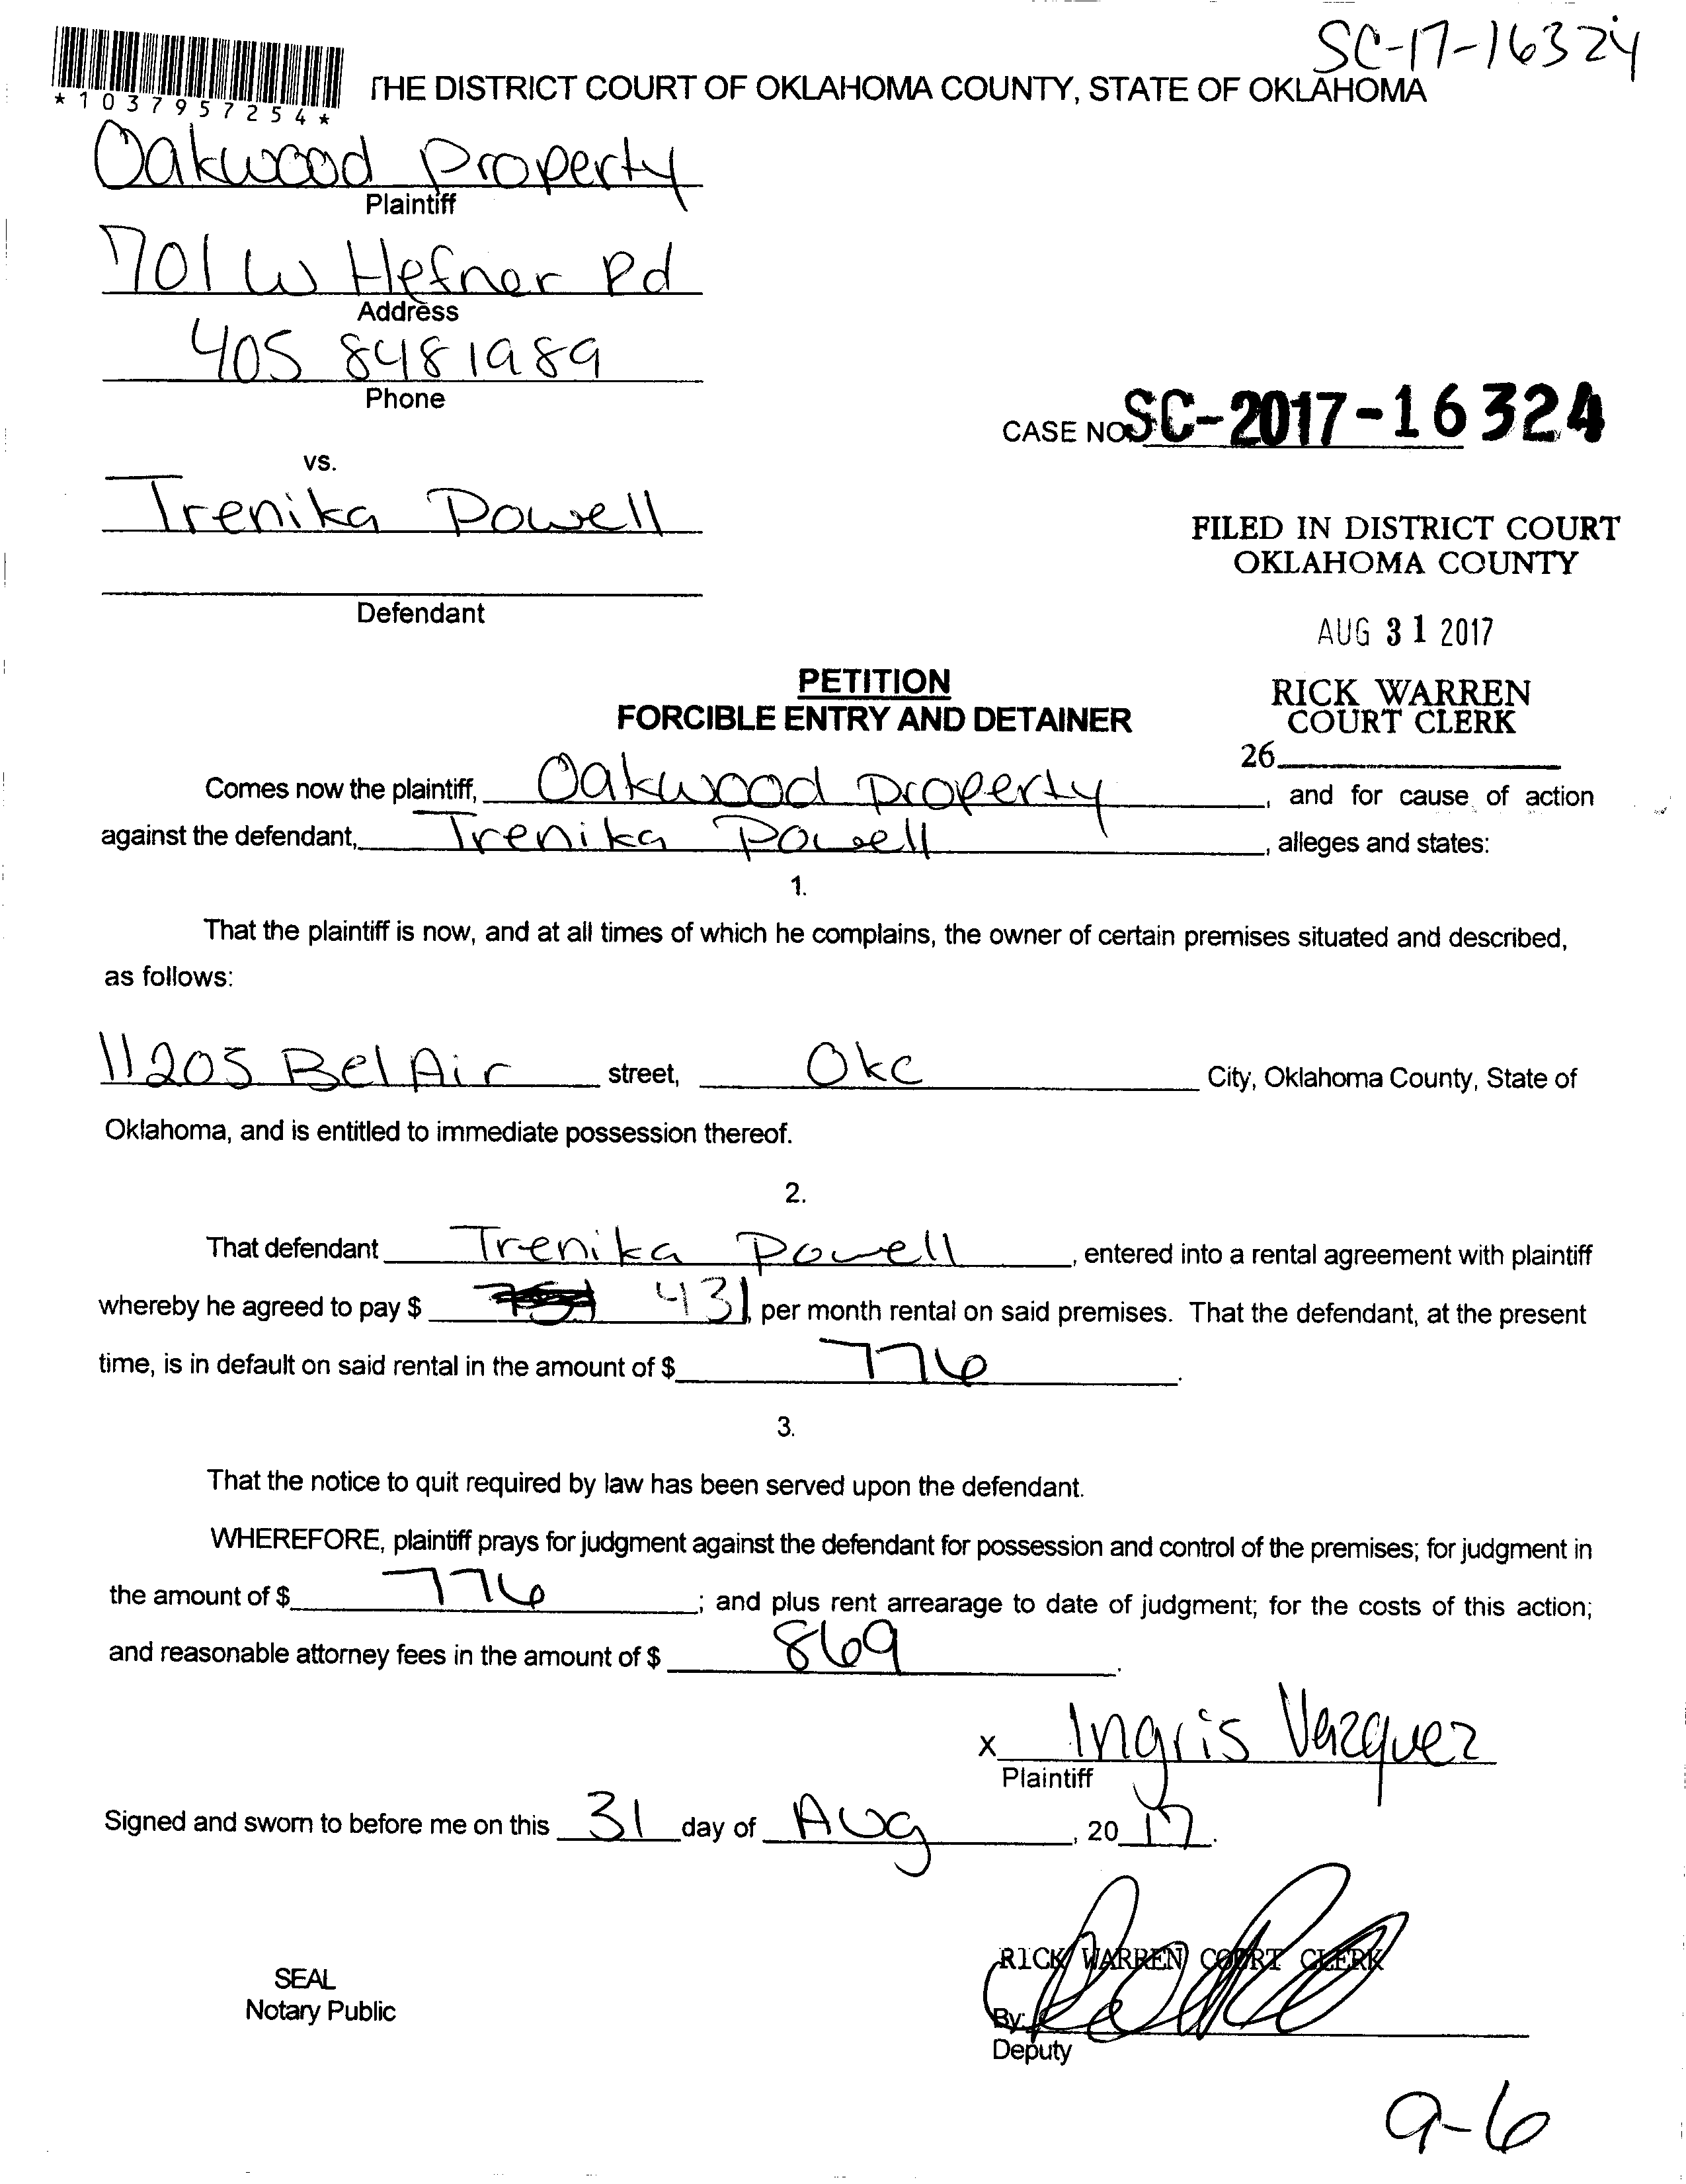 SC-17-16324
*1037957254*
THE DISTRICT COURT OF OKLAHOMA COUNTY, STATE OF OKLAHOMA
Oakwood Property
Plaintiff
701 W Hefner Rd
Address
405 848 1989
Phone
CASE NO SC-2017-16324
vs.
Trenika Powell
Defendant
FILED IN DISTRICT COURT
OKLAHOMA COUNTY
AUG 31 2017
RICK WARREN
COURT CLERK
26
PETITION
FORCIBLE ENTRY AND DETAINER
Comes now the plaintiff, Oakwood Property, and for cause of action
against the defendant, Trenika Powell, alleges and states:
1.
That the plaintiff is now, and at all times of which he complains, the owner of certain premises situated and described,
as follows:
11205 Bel Air street, Okc City, Oklahoma County, State of
Oklahoma, and is entitled to immediate possession thereof.
2.
That defendant Trenika Powell, entered into a rental agreement with plaintiff
whereby he agreed to pay $ 431, per month rental on said premises. That the defendant, at the present
time, is in default on said rental in the amount of $ 776.
3.
That the notice to quit required by law has been served upon the defendant.
WHEREFORE, plaintiff prays for judgment against the defendant for possession and control of the premises; for judgment in
the amount of $ 776; and plus rent arrearage to date of judgment; for the costs of this action;
and reasonable attorney fees in the amount of $ 869.
x Ingris Vazquez
Plaintiff
Signed and sworn to before me on this 31 day of Aug, 2017.
RICK WARREN COURT CLERK
SEAL
Notary Public
By:
Deputy
9-6